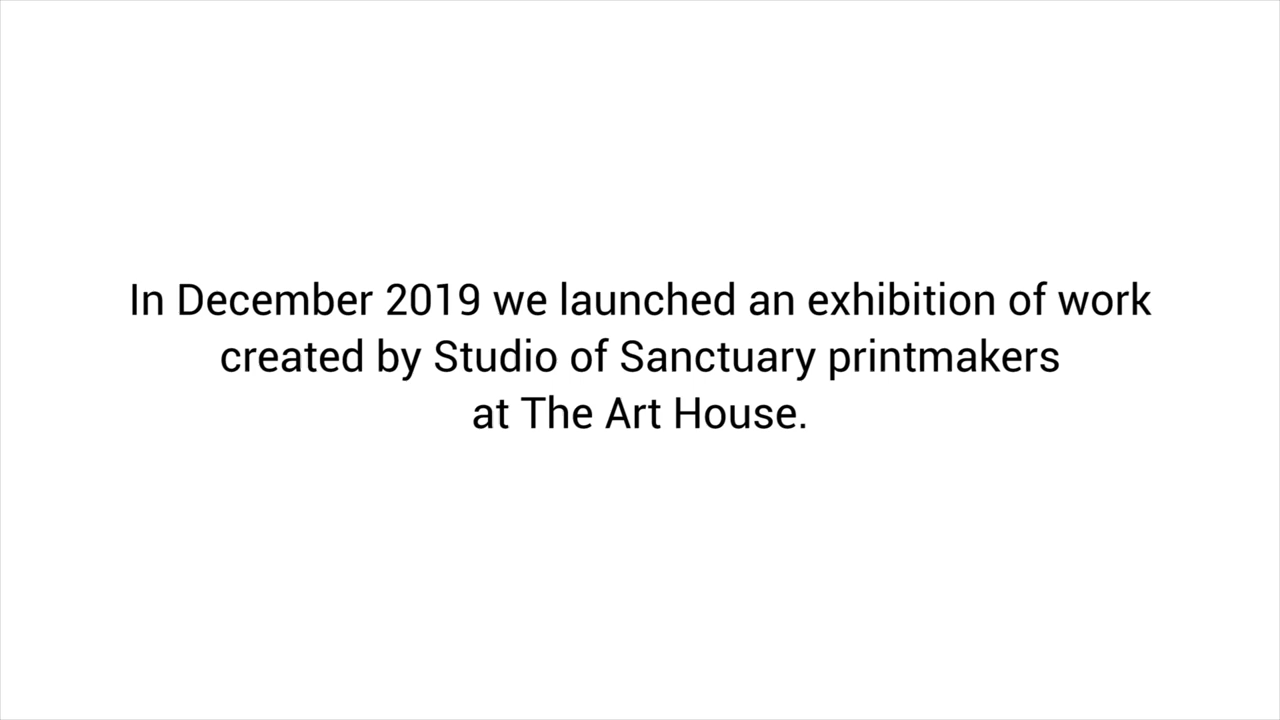 In December 2019 we launched an exhibition of work
created by Studio of Sanctuary printmakers
at The Art House.